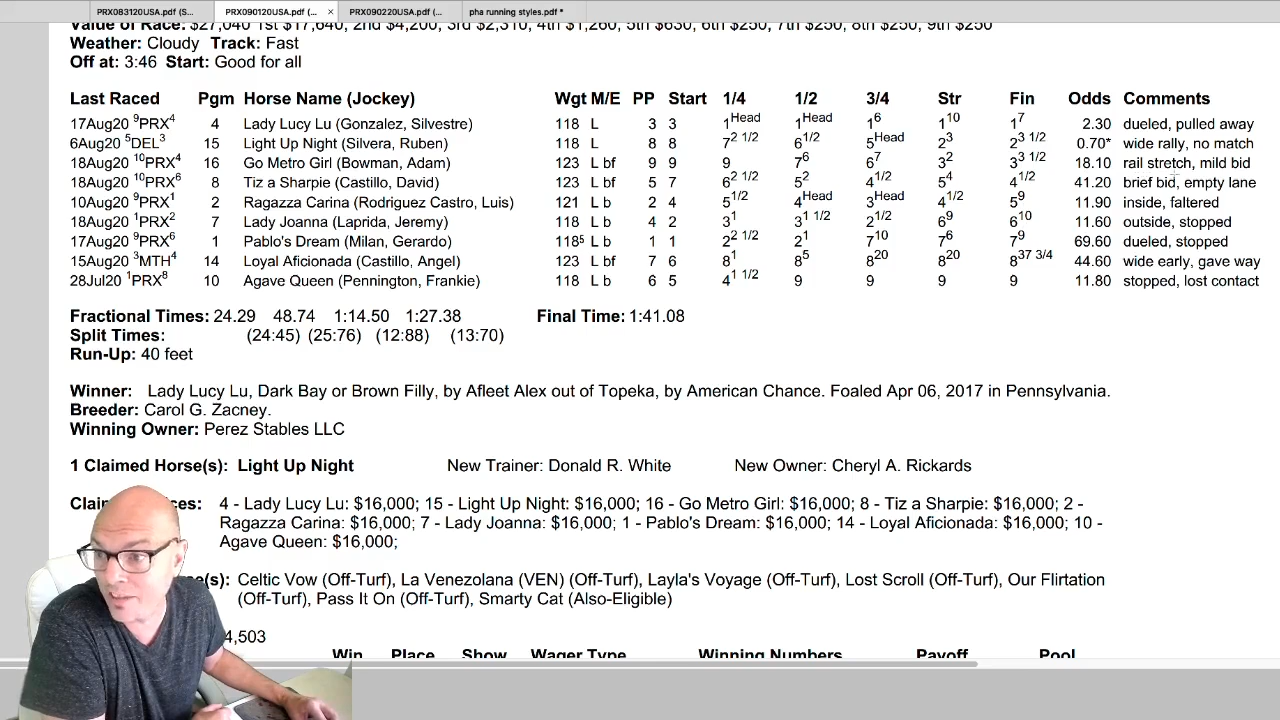 PRX083120USA.pdf (S...
PRX090120USA.pdf (... ×
PRX090220USA.pdf (...
pha running styles.pdf *
Value of Race: $27,040 1st $17,640, 2nd $4,200, 3rd $2,310, 4th $1,260, 5th $630, 6th $250, 7th $250, 8th $250, 9th $250
Weather: Cloudy Track: Fast
Off at: 3:46 Start: Good for all
Last Raced Pgm Horse Name (Jockey) Wgt M/E PP Start 1/4 1/2 3/4 Str Fin Odds Comments
17Aug20 9PRX4 4 Lady Lucy Lu (Gonzalez, Silvestre) 118 L 3 3 1Head 1Head 16 110 17 2.30 dueled, pulled away
6Aug20 5DEL3 15 Light Up Night (Silvera, Ruben) 118 L 8 8 72 1/2 61/2 5Head 23 23 1/2 0.70* wide rally, no match
18Aug20 10PRX4 16 Go Metro Girl (Bowman, Adam) 123 L bf 9 9 9 76 67 32 33 1/2 18.10 rail stretch, mild bid
18Aug20 10PRX6 8 Tiz a Sharpie (Castillo, David) 123 L bf 5 7 62 1/2 52 41/2 54 41/2 41.20 brief bid, empty lane
10Aug20 9PRX1 2 Ragazza Carina (Rodriguez Castro, Luis) 121 L b 2 4 51/2 4Head 3Head 41/2 59 11.90 inside, faltered
18Aug20 1PRX2 7 Lady Joanna (Laprida, Jeremy) 118 L b 4 2 31 31 1/2 21/2 69 610 11.60 outside, stopped
17Aug20 9PRX6 1 Pablo's Dream (Milan, Gerardo) 1185 L b 1 1 22 1/2 21 710 76 79 69.60 dueled, stopped
15Aug20 3MTH4 14 Loyal Aficionada (Castillo, Angel) 123 L bf 7 6 81 85 820 820 837 3/4 44.60 wide early, gave way
28Jul20 1PRX8 10 Agave Queen (Pennington, Frankie) 118 L b 6 5 41 1/2 9 9 9 9 11.80 stopped, lost contact
Fractional Times: 24.29 48.74 1:14.50 1:27.38 Final Time: 1:41.08
Split Times: (24:45) (25:76) (12:88) (13:70)
Run-Up: 40 feet
Winner: Lady Lucy Lu, Dark Bay or Brown Filly, by Afleet Alex out of Topeka, by American Chance. Foaled Apr 06, 2017 in Pennsylvania.
Breeder: Carol G. Zacney.
Winning Owner: Perez Stables LLC
1 Claimed Horse(s): Light Up Night New Trainer: Donald R. White New Owner: Cheryl A. Rickards
4 - Lady Lucy Lu: $16,000; 15 - Light Up Night: $16,000; 16 - Go Metro Girl: $16,000; 8 - Tiz a Sharpie: $16,000; 2 -
Ragazza Carina: $16,000; 7 - Lady Joanna: $16,000; 1 - Pablo's Dream: $16,000; 14 - Loyal Aficionada: $16,000; 10 -
Agave Queen: $16,000;
Celtic Vow (Off-Turf), La Venezolana (VEN) (Off-Turf), Layla's Voyage (Off-Turf), Lost Scroll (Off-Turf), Our Flirtation
(Off-Turf), Pass It On (Off-Turf), Smarty Cat (Also-Eligible)
4,503
Win Place Show Wager Type Winning Numbers Payoff Pool